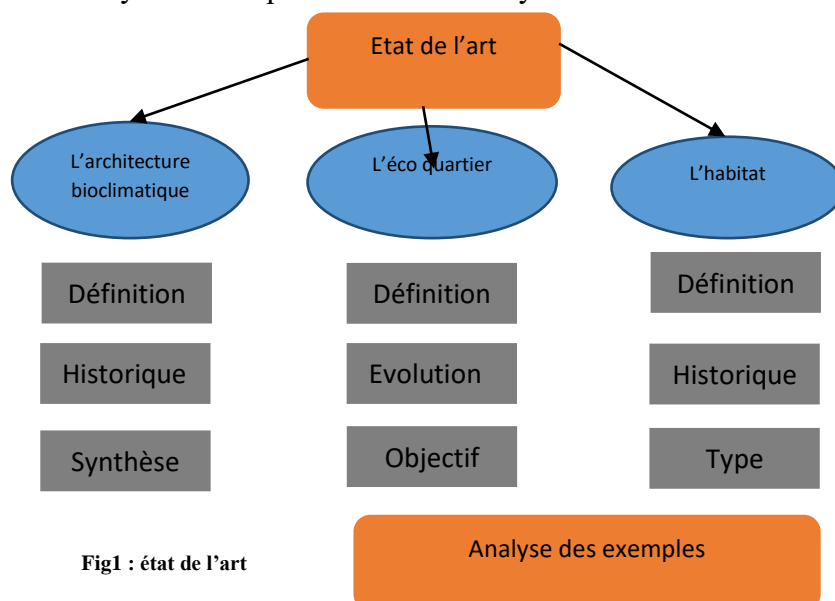 Etat de l’art
L’architecture
bioclimatique
L’éco quartier
L’habitat
Définition
Définition
Définition
Historique
Evolution
Historique
Synthèse
Objectif
Type
Fig1 : état de l’art
Analyse des exemples